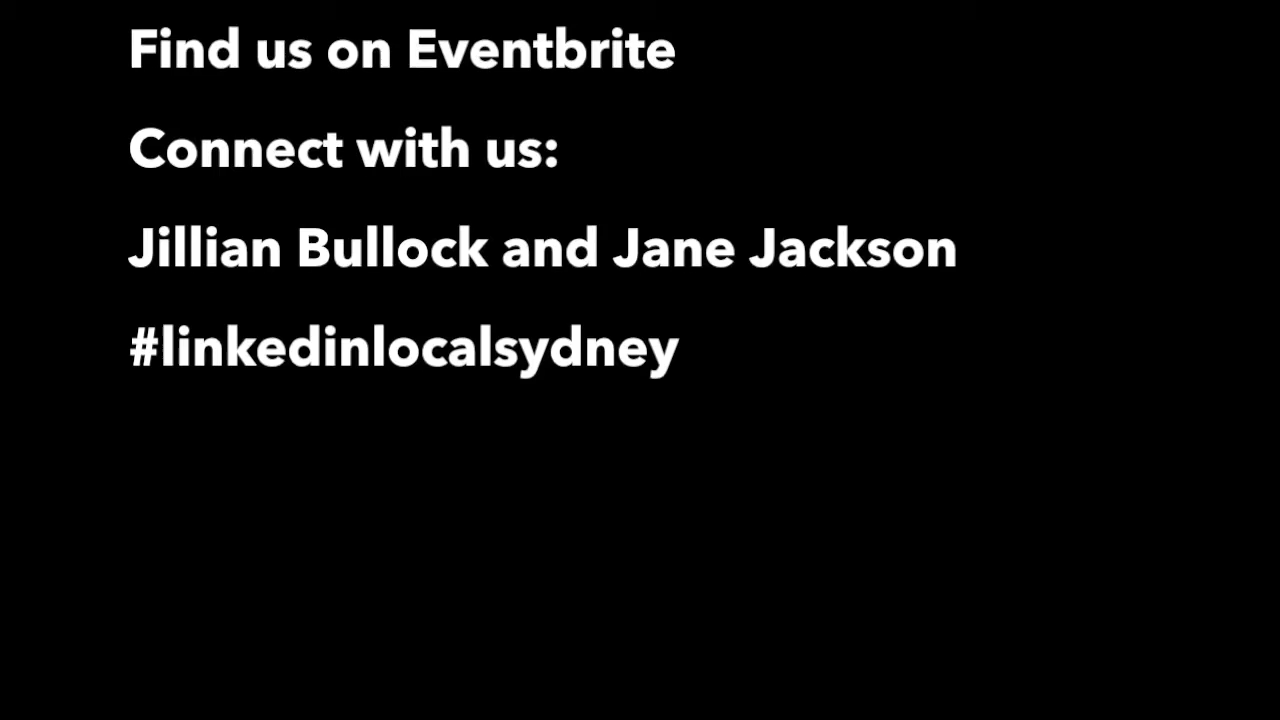 Find us on Eventbrite
Connect with us:
Jillian Bullock and Jane Jackson
#linkedinlocalsydney